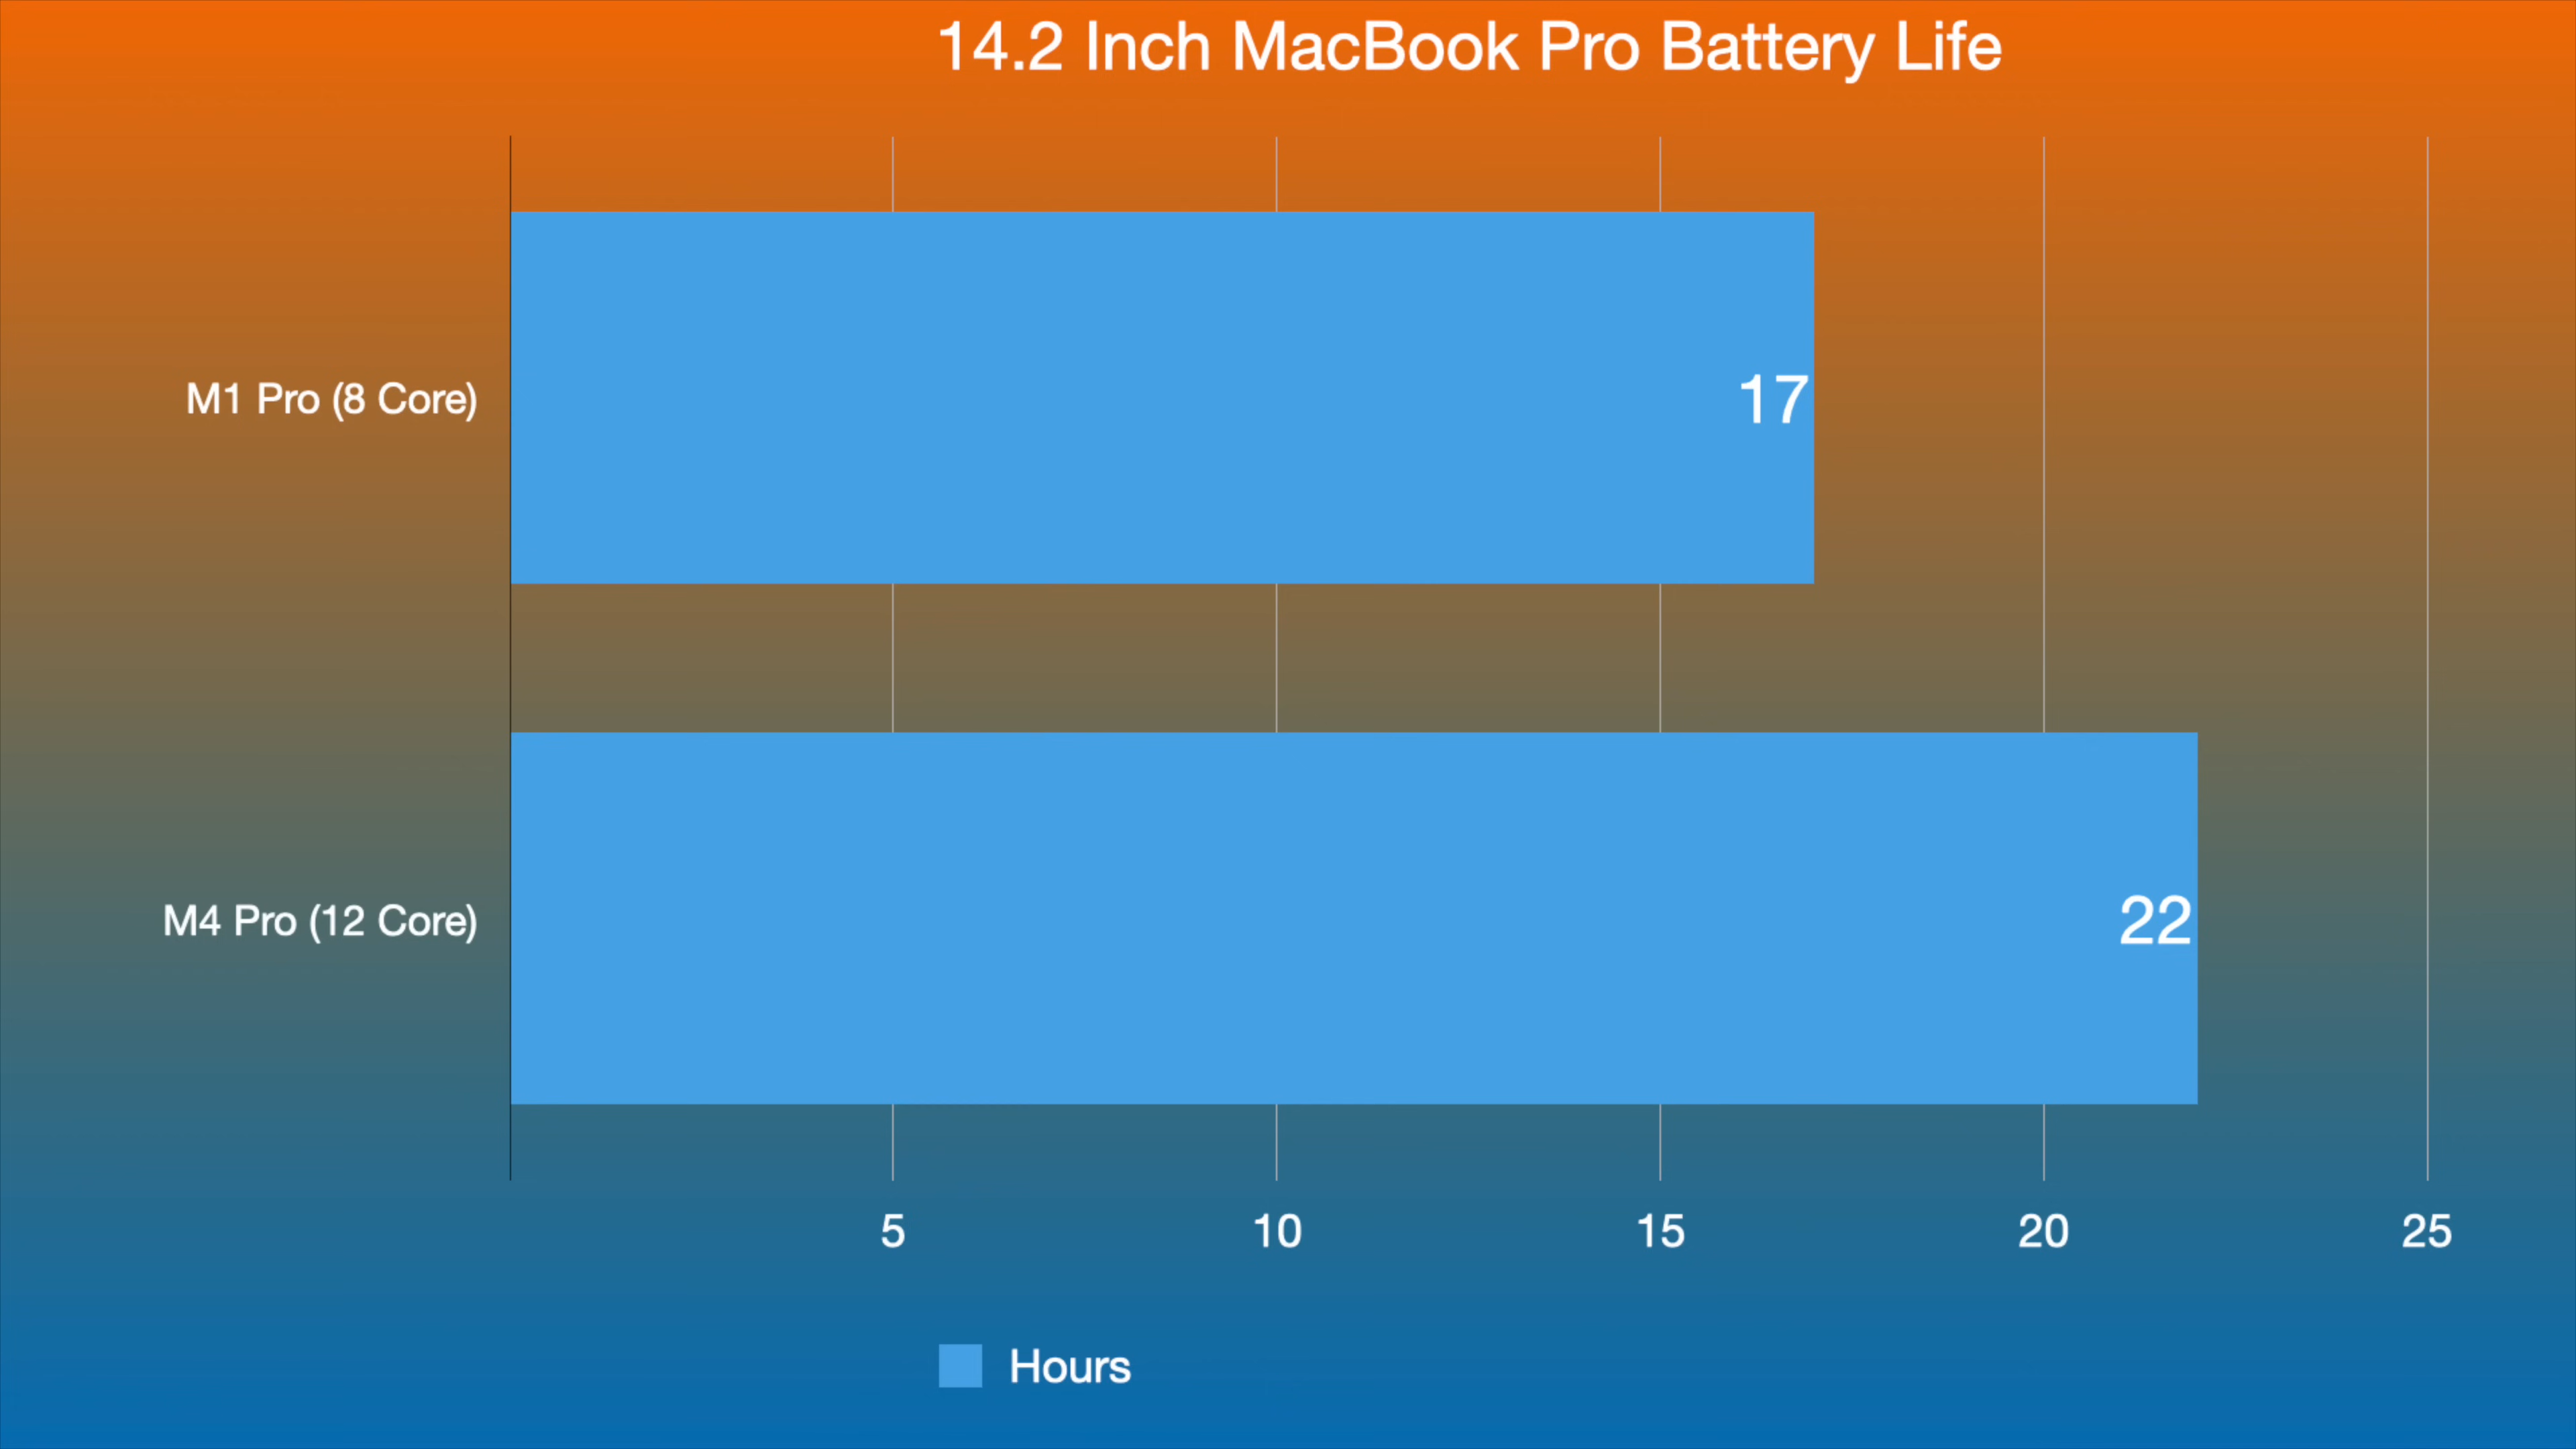 14.2 Inch MacBook Pro Battery Life
M1 Pro (8 Core)
17
M4 Pro (12 Core)
22
5 10 15 20 25
Hours